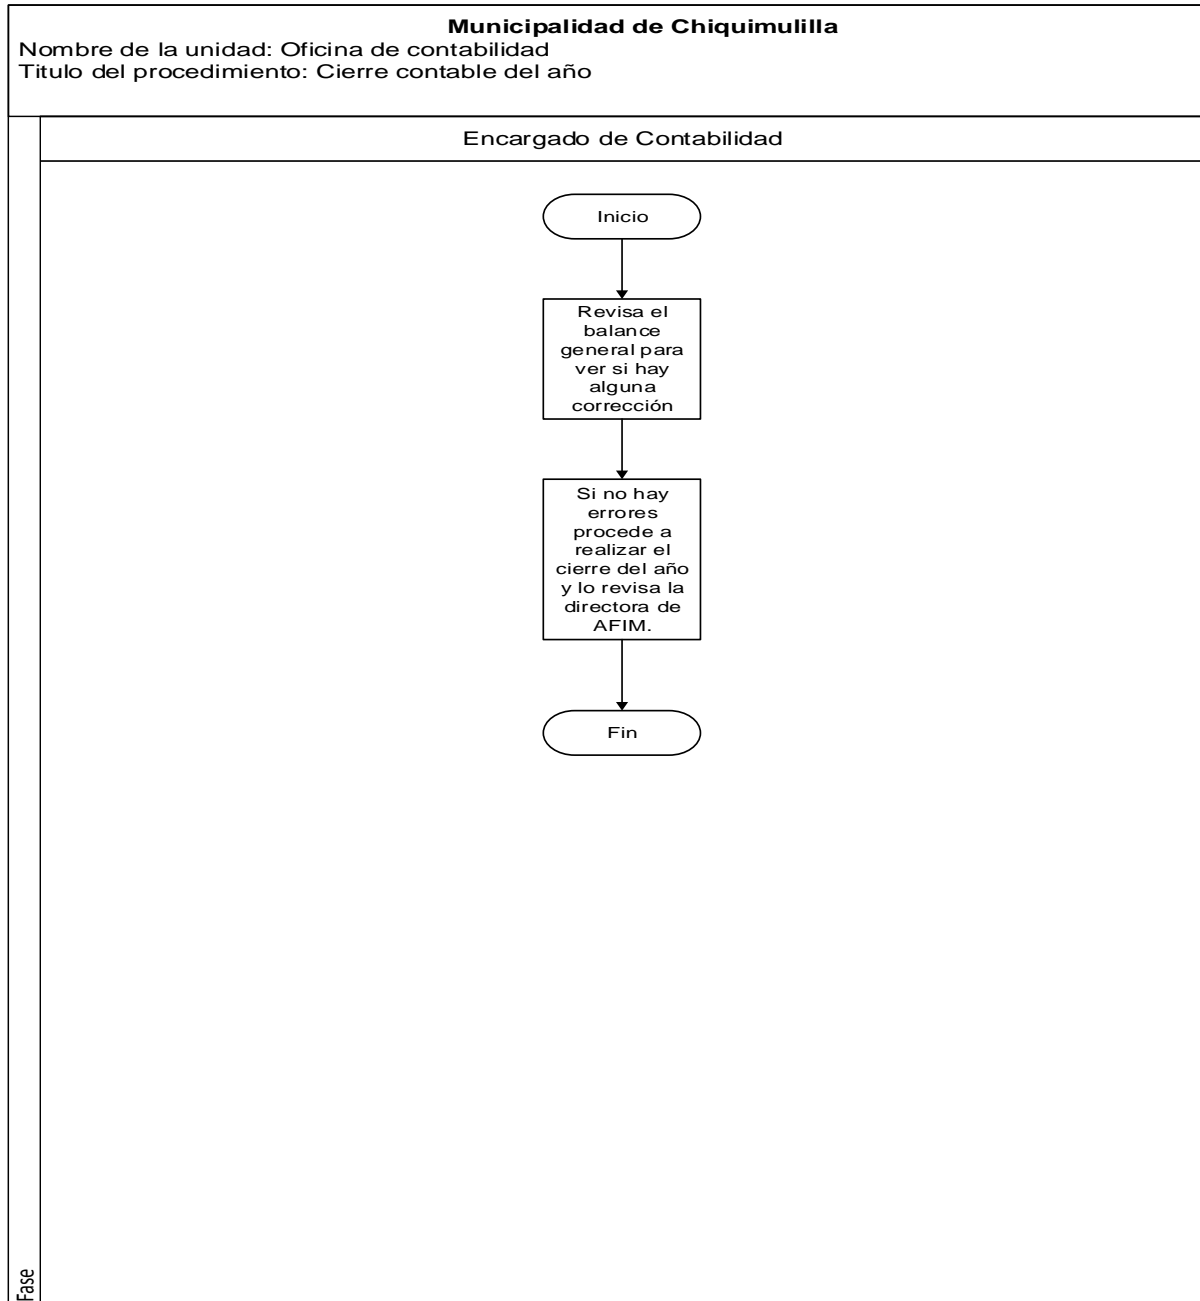 Municipalidad de Chiquimulilla
Nombre de la unidad: Oficina de contabilidad
Titulo del procedimiento: Cierre contable del año
Encargado de Contabilidad
Inicio
Revisa el
balance
general para
ver si hay
alguna
corrección
Si no hay
errores
procede a
realizar el
cierre del año
y lo revisa la
directora de
AFIM.
Fin
Fase